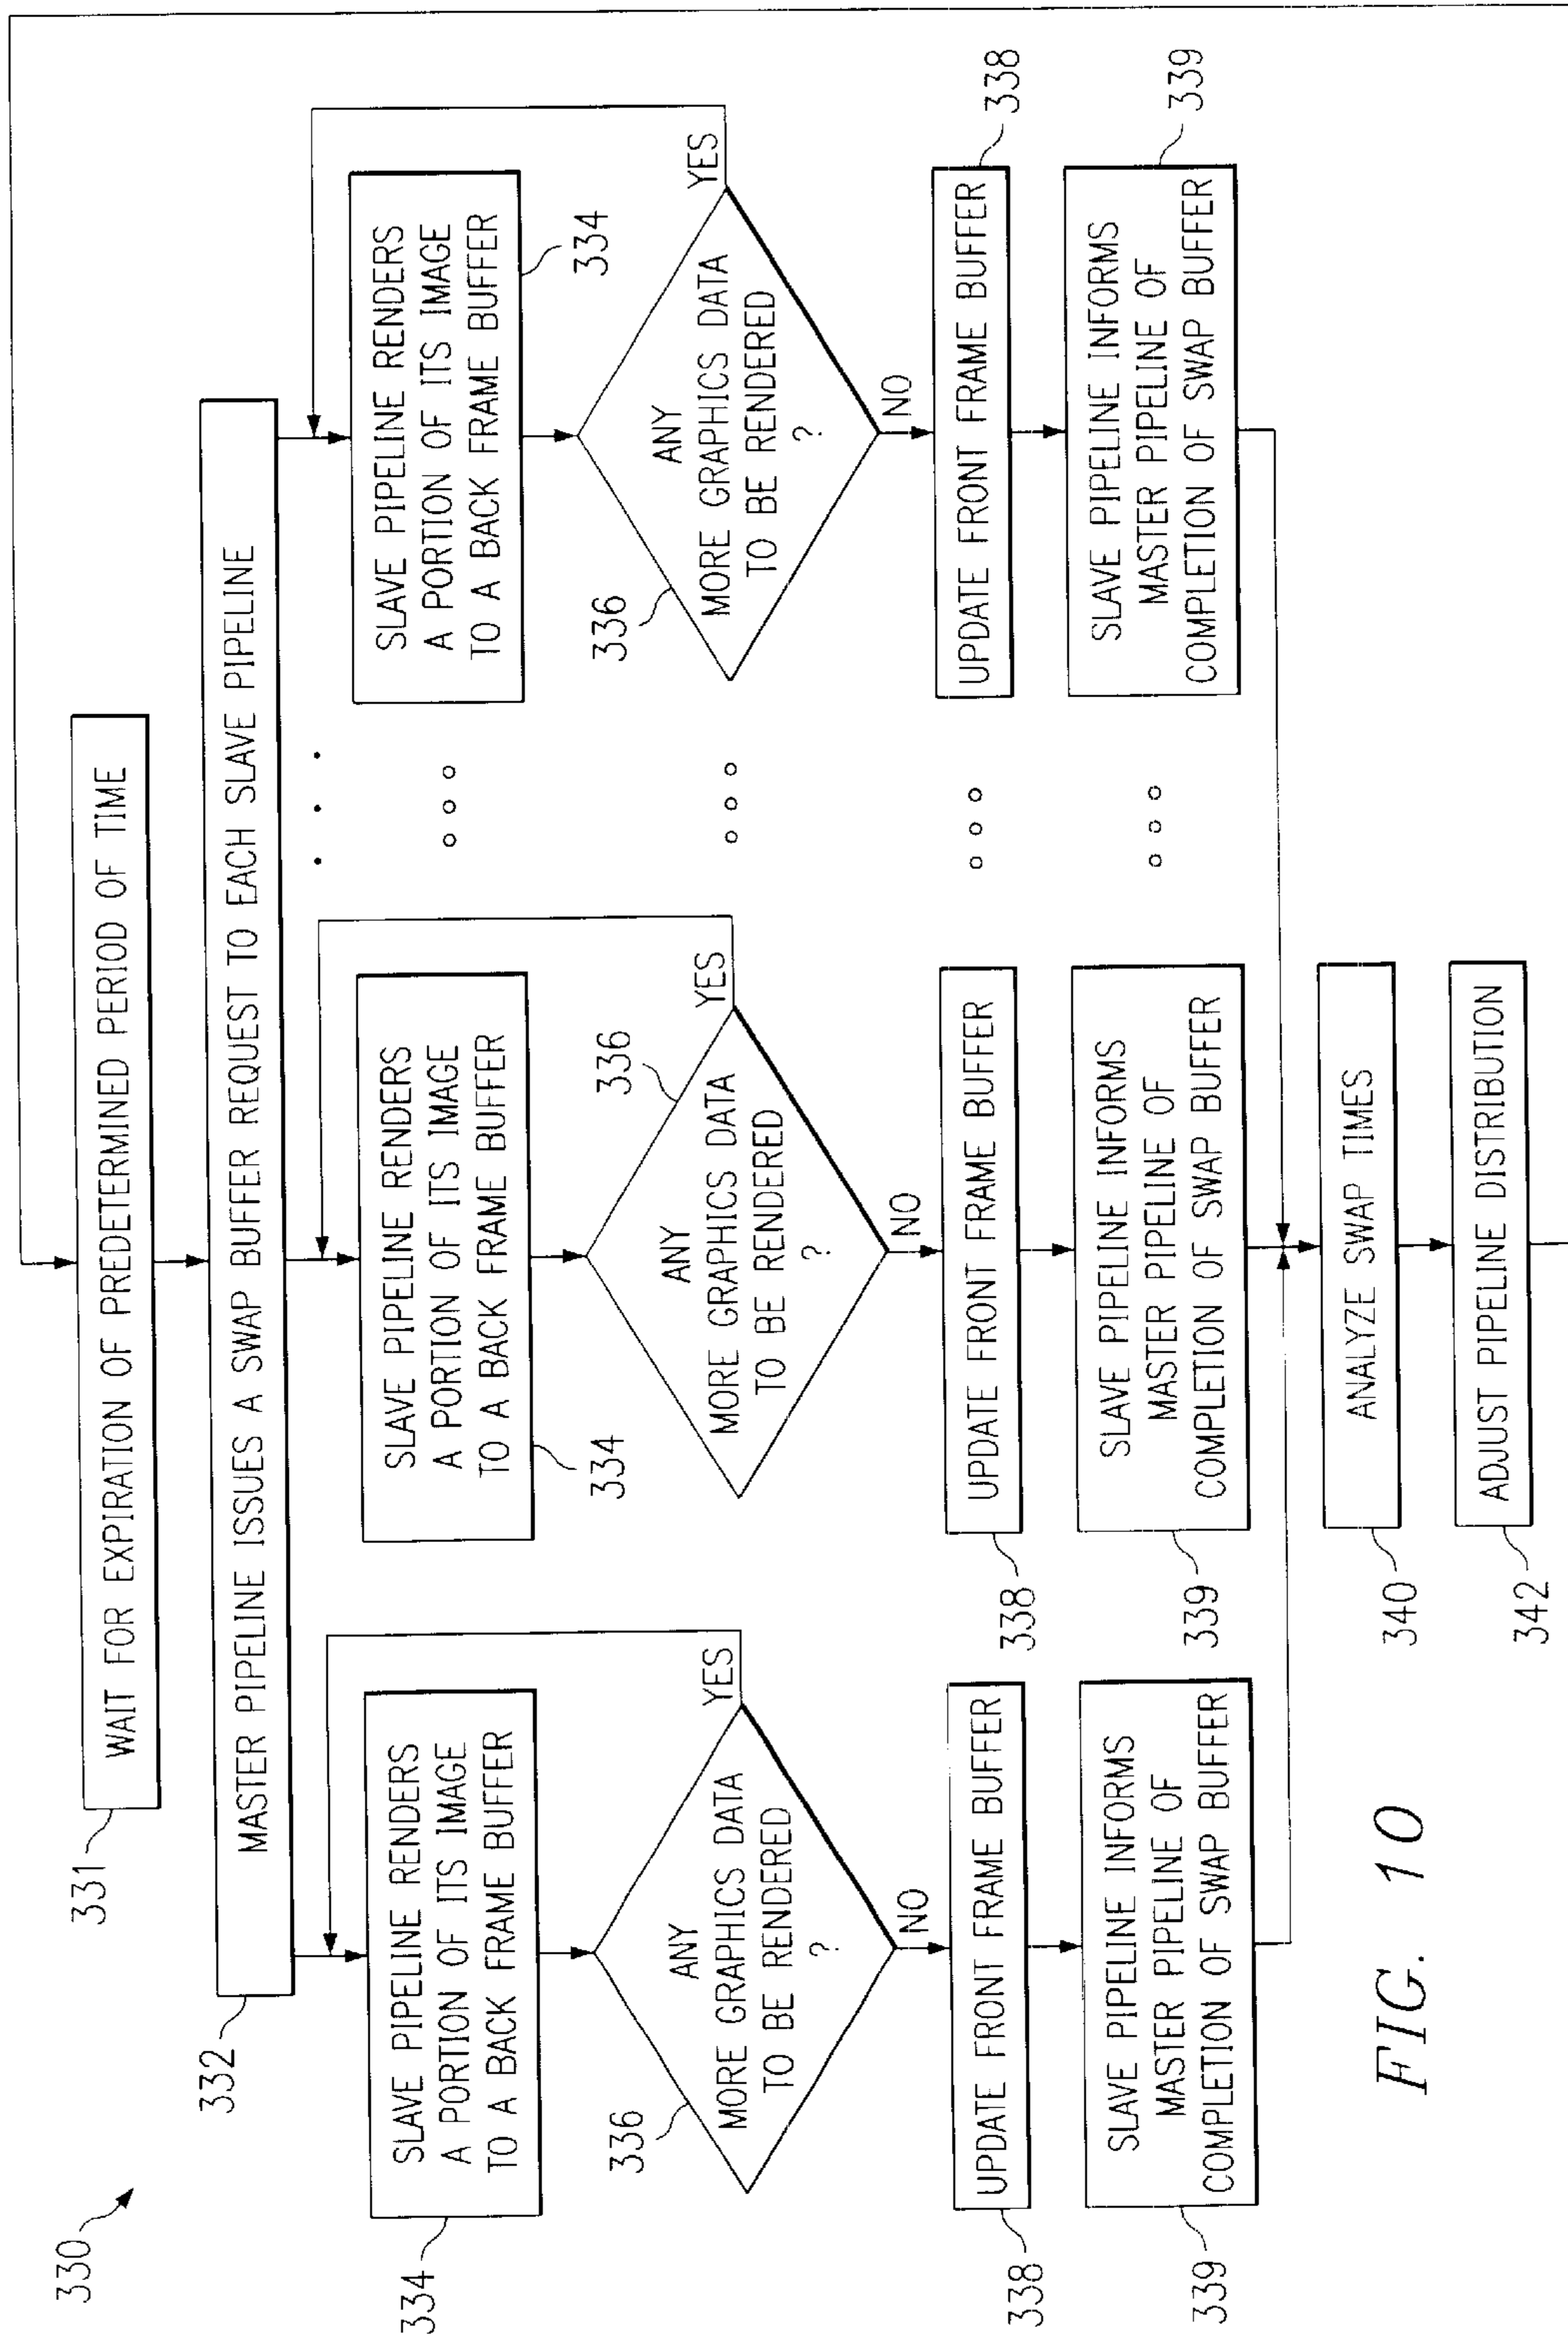 330
331
WAIT FOR EXPIRATION OF PREDETERMINED PERIOD OF TIME
332
MASTER PIPELINE ISSUES A SWAP BUFFER REQUEST TO EACH SLAVE PIPELINE
334
SLAVE PIPELINE RENDERS
A PORTION OF ITS IMAGE
TO A BACK FRAME BUFFER
336
ANY
MORE GRAPHICS DATA
TO BE RENDERED
?
YES
NO
338
UPDATE FRONT FRAME BUFFER
339
SLAVE PIPELINE INFORMS
MASTER PIPELINE OF
COMPLETION OF SWAP BUFFER
334
SLAVE PIPELINE RENDERS
A PORTION OF ITS IMAGE
TO A BACK FRAME BUFFER
336
ANY
MORE GRAPHICS DATA
TO BE RENDERED
?
YES
NO
338
UPDATE FRONT FRAME BUFFER
339
SLAVE PIPELINE INFORMS
MASTER PIPELINE OF
COMPLETION OF SWAP BUFFER
SLAVE PIPELINE RENDERS
A PORTION OF ITS IMAGE
TO A BACK FRAME BUFFER
334
336
ANY
MORE GRAPHICS DATA
TO BE RENDERED
?
YES
NO
UPDATE FRONT FRAME BUFFER
338
SLAVE PIPELINE INFORMS
MASTER PIPELINE OF
COMPLETION OF SWAP BUFFER
339
340
ANALYZE SWAP TIMES
342
ADJUST PIPELINE DISTRIBUTION
FIG. 10